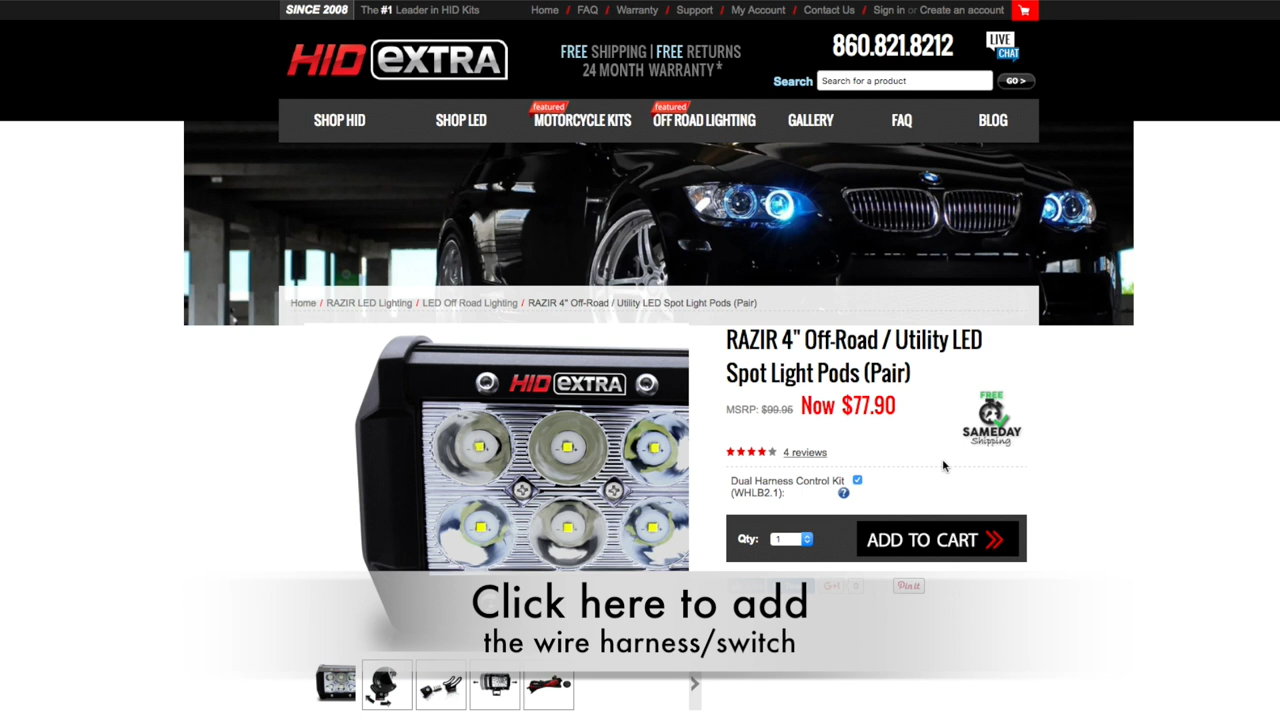 SINCE 2008 The #1 Leader in HID Kits Home / FAQ / Warranty / Support / My Account / Contact Us / Sign in or Create an account
HID EXTRA
FREE SHIPPING | FREE RETURNS
24 MONTH WARRANTY*
860.821.8212
LIVE
CHAT
Search Search for a product GO >
featured featured
SHOP HID SHOP LED MOTORCYCLE KITS OFF ROAD LIGHTING GALLERY FAQ BLOG
Home / RAZIR LED Lighting / LED Off Road Lighting / RAZIR 4" Off-Road / Utility LED Spot Light Pods (Pair)
HID EXTRA
RAZIR 4" Off-Road / Utility LED
Spot Light Pods (Pair)
MSRP: $99.95 Now $77.90
FREE
SAMEDAY
Shipping
4 reviews
Dual Harness Control Kit
(WHLB2.1): ?
Qty: 1 ADD TO CART
G+1 0 Pin it
Click here to add
the wire harness/switch